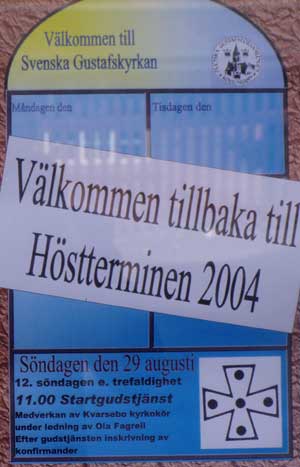 Välkommen till
Svenska Gustafskyrkan
Måndagen den
Tisdagen den
Välkommen tillbaka till
Höstterminen 2004
Söndagen den 29 augusti
12. söndagen e. trefaldighet
11.00 Startgudstjänst
Medverkan av Kvarsebo kyrkokör
under ledning av Ola Fagrell
Efter gudstjänsten inskrivning av
konfirmander